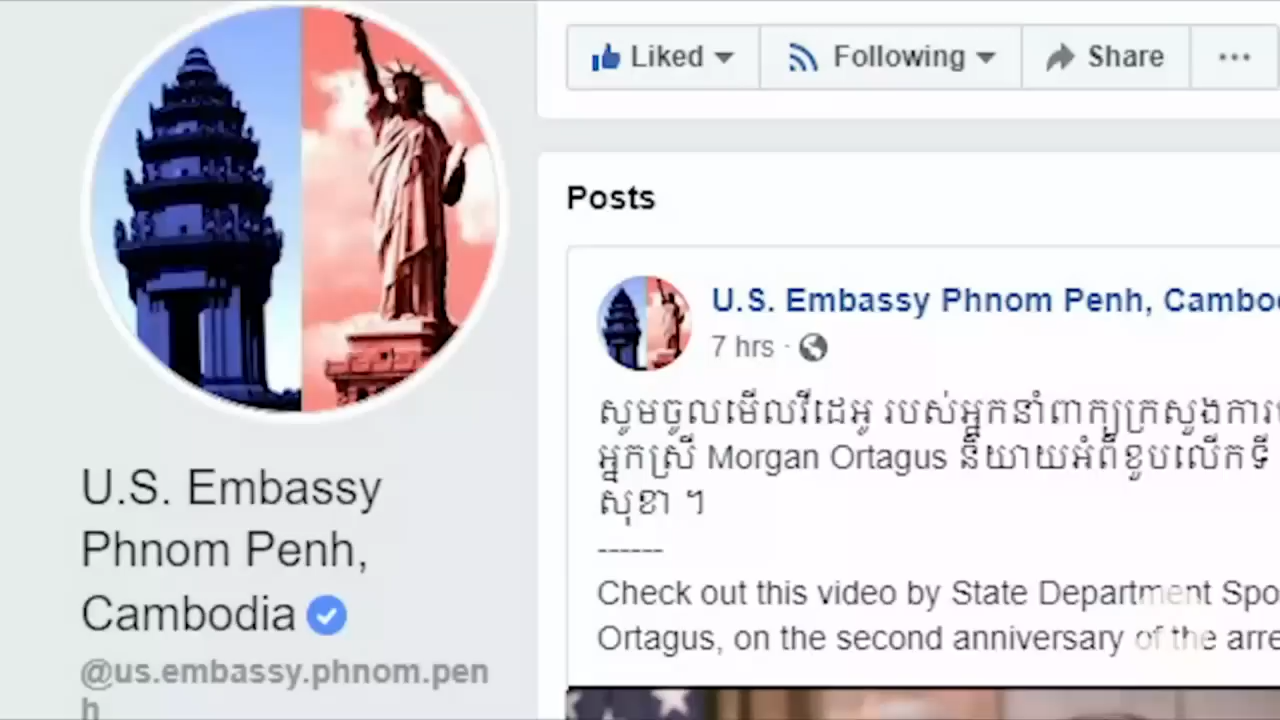 Liked
Following
Share
Posts
U.S. Embassy Phnom Penh,
7 hrs
សូមចូលមើលវីដេអូ របស់អ្នកនាំពាក្យក្រសួងការ
អ្នកស្រី Morgan Ortagus និយាយអំពីខួបលើកទី
សុខា ។
------
Check out this video by State Department
Ortagus, on the second anniversary of the
U.S. Embassy
Phnom Penh,
Cambodia
@us.embassy.phnom.pen
h